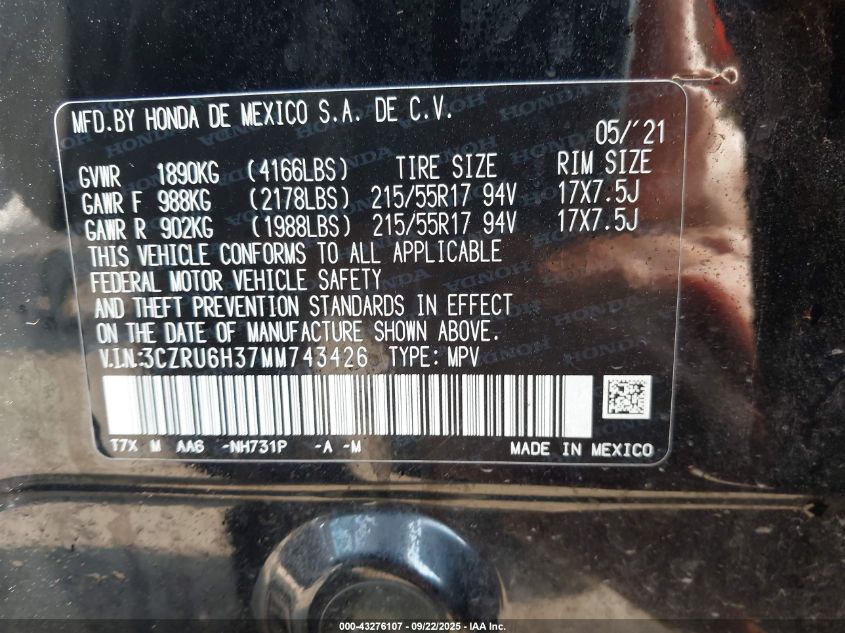 MFD.BY HONDA DE MEXICO S.A. DE C.V.
05/'21
GVWR 1890KG (4166LBS) TIRE SIZE RIM SIZE
GAWR F 988KG (2178LBS) 215/55R17 94V 17X7.5J
GAWR R 902KG (1988LBS) 215/55R17 94V 17X7.5J
THIS VEHICLE CONFORMS TO ALL APPLICABLE
FEDERAL MOTOR VEHICLE SAFETY
AND THEFT PREVENTION STANDARDS IN EFFECT
ON THE DATE OF MANUFACTURE SHOWN ABOVE.
V.I.N.:3CZRU6H37MM743426 TYPE: MPV
T7X M AA6 -NH731P -A -M MADE IN MEXICO
000-43276107 - 09/22/2025 - IAA Inc.